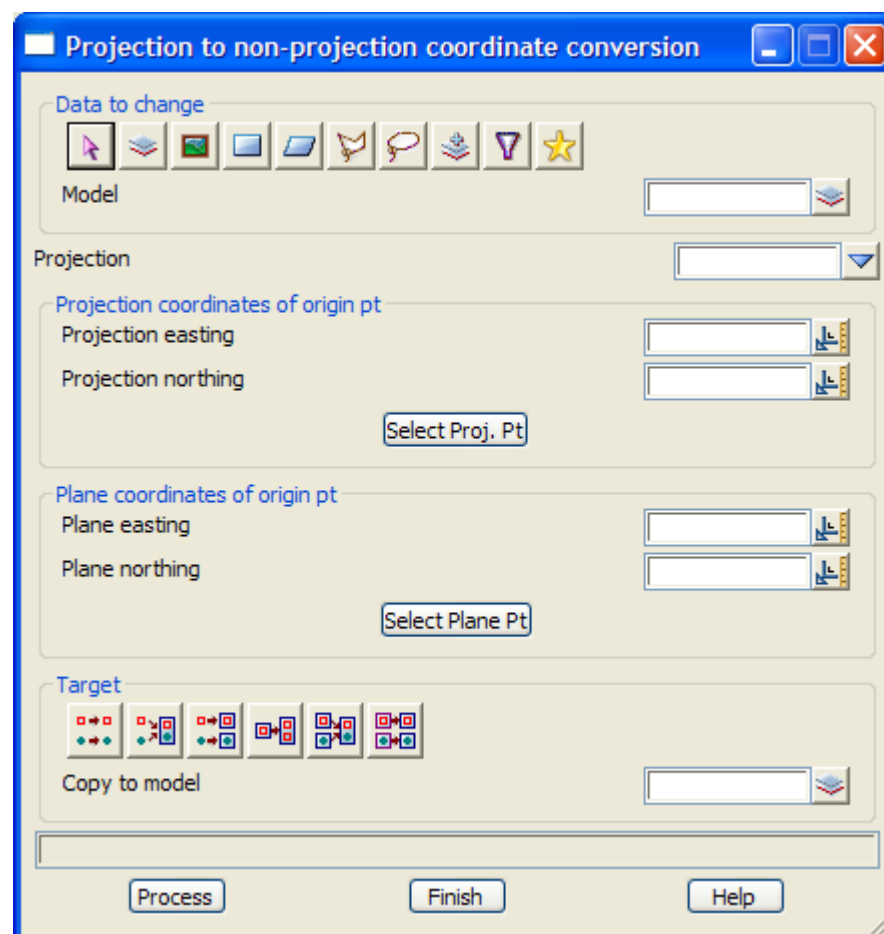 Projection to non-projection coordinate conversion
Data to change
Model
Projection
Projection coordinates of origin pt
Projection easting
Projection northing
Select Proj. Pt
Plane coordinates of origin pt
Plane easting
Plane northing
Select Plane Pt
Target
Copy to model
Process Finish Help